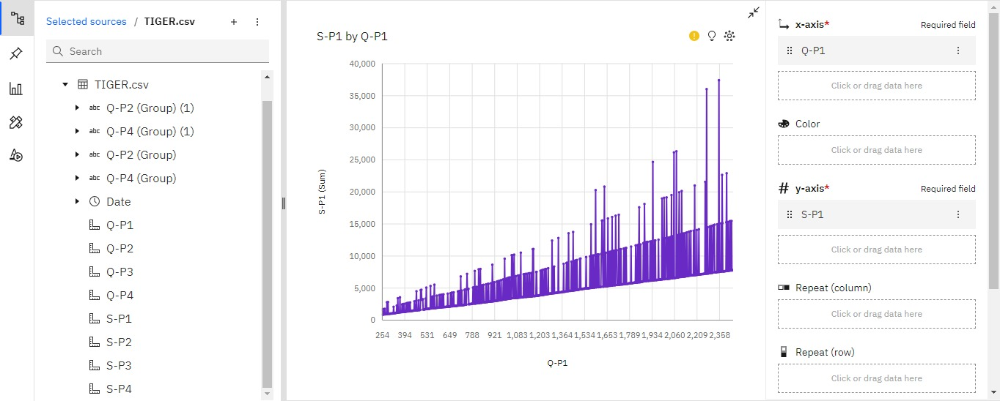 Selected sources / TIGER.csv
Search
TIGER.csv
abc Q-P2 (Group) (1)
abc Q-P4 (Group) (1)
abc Q-P2 (Group)
abc Q-P4 (Group)
Date
Q-P1
Q-P2
Q-P3
Q-P4
S-P1
S-P2
S-P3
S-P4
S-P1 by Q-P1
S-P1 (Sum)
40,000
35,000
30,000
25,000
20,000
15,000
10,000
5,000
0
254 394 531 649 788 921 1,083 1,203 1,364 1,534 1,653 1,789 1,934 2,060 2,209 2,358
Q-P1
x-axis* Required field
Q-P1
Click or drag data here
Color
Click or drag data here
# y-axis* Required field
S-P1
Click or drag data here
Repeat (column)
Click or drag data here
Repeat (row)
Click or drag data here